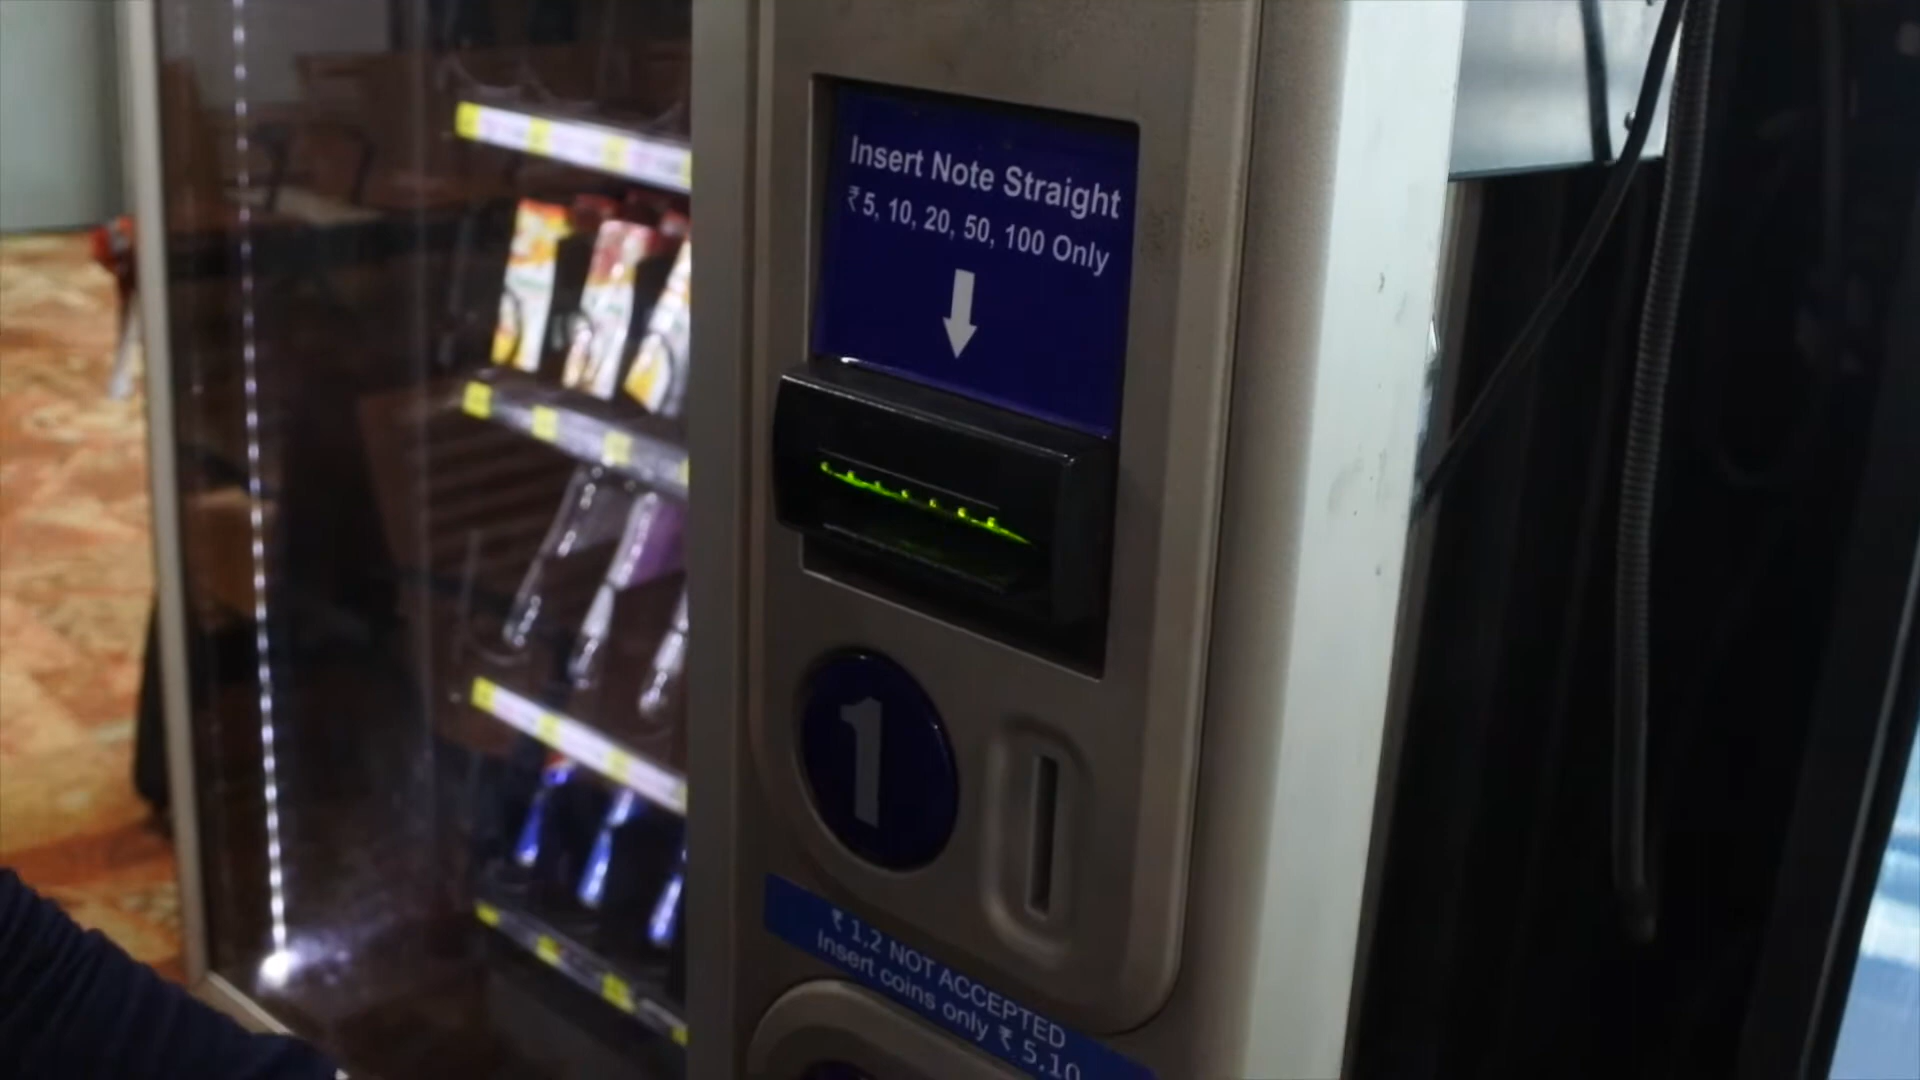 Insert Note Straight
₹ 5, 10, 20, 50, 100 Only
1
₹ 1,2 NOT ACCEPTED
Insert coins only ₹ 5,10